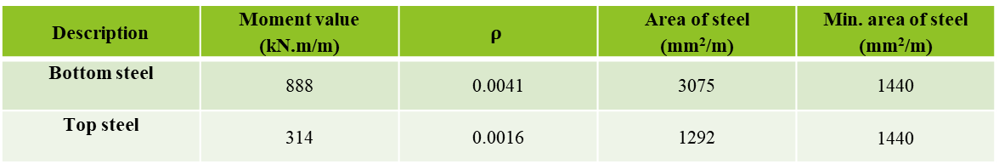 Description Moment value (kN.m/m) ρ Area of steel (mm²/m) Min. area of steel (mm²/m)
Bottom steel 888 0.0041 3075 1440
Top steel 314 0.0016 1292 1440